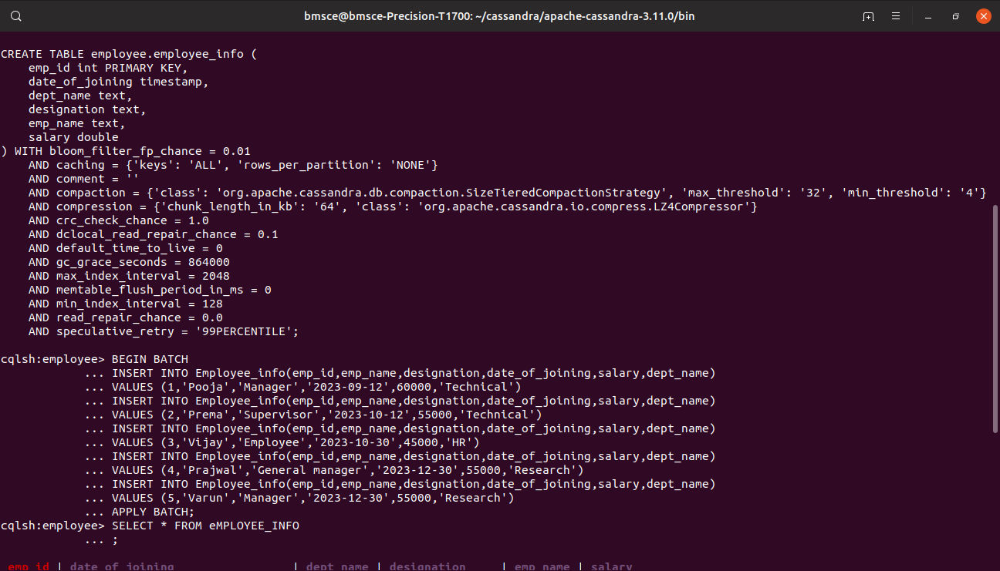 bmsce@bmsce-Precision-T1700: ~/cassandra/apache-cassandra-3.11.0/bin
CREATE TABLE employee.employee_info (
    emp_id int PRIMARY KEY,
    date_of_joining timestamp,
    dept_name text,
    designation text,
    emp_name text,
    salary double
) WITH bloom_filter_fp_chance = 0.01
    AND caching = {'keys': 'ALL', 'rows_per_partition': 'NONE'}
    AND comment = ''
    AND compaction = {'class': 'org.apache.cassandra.db.compaction.SizeTieredCompactionStrategy', 'max_threshold': '32', 'min_threshold': '4'}
    AND compression = {'chunk_length_in_kb': '64', 'class': 'org.apache.cassandra.io.compress.LZ4Compressor'}
    AND crc_check_chance = 1.0
    AND dclocal_read_repair_chance = 0.1
    AND default_time_to_live = 0
    AND gc_grace_seconds = 864000
    AND max_index_interval = 2048
    AND memtable_flush_period_in_ms = 0
    AND min_index_interval = 128
    AND read_repair_chance = 0.0
    AND speculative_retry = '99PERCENTILE';
cqlsh:employee> BEGIN BATCH
            ... INSERT INTO Employee_info(emp_id,emp_name,designation,date_of_joining,salary,dept_name)
            ... VALUES (1,'Pooja','Manager','2023-09-12',60000,'Technical')
            ... INSERT INTO Employee_info(emp_id,emp_name,designation,date_of_joining,salary,dept_name)
            ... VALUES (2,'Prema','Supervisor','2023-10-12',55000,'Technical')
            ... INSERT INTO Employee_info(emp_id,emp_name,designation,date_of_joining,salary,dept_name)
            ... VALUES (3,'Vijay','Employee','2023-10-30',45000,'HR')
            ... INSERT INTO Employee_info(emp_id,emp_name,designation,date_of_joining,salary,dept_name)
            ... VALUES (4,'Prajwal','General manager','2023-12-30',55000,'Research')
            ... INSERT INTO Employee_info(emp_id,emp_name,designation,date_of_joining,salary,dept_name)
            ... VALUES (5,'Varun','Manager','2023-12-30',55000,'Research')
            ... APPLY BATCH;
cqlsh:employee> SELECT * FROM eMPLOYEE_INFO
            ... ;
 emp_id | date_of_joining                 | dept_name | designation     | emp_name | salary